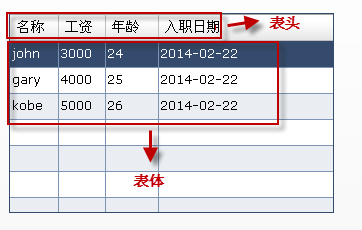 名称 工资 年龄 入职日期 表头
john 3000 24 2014-02-22
gary 4000 25 2014-02-22
kobe 5000 26 2014-02-22
表体